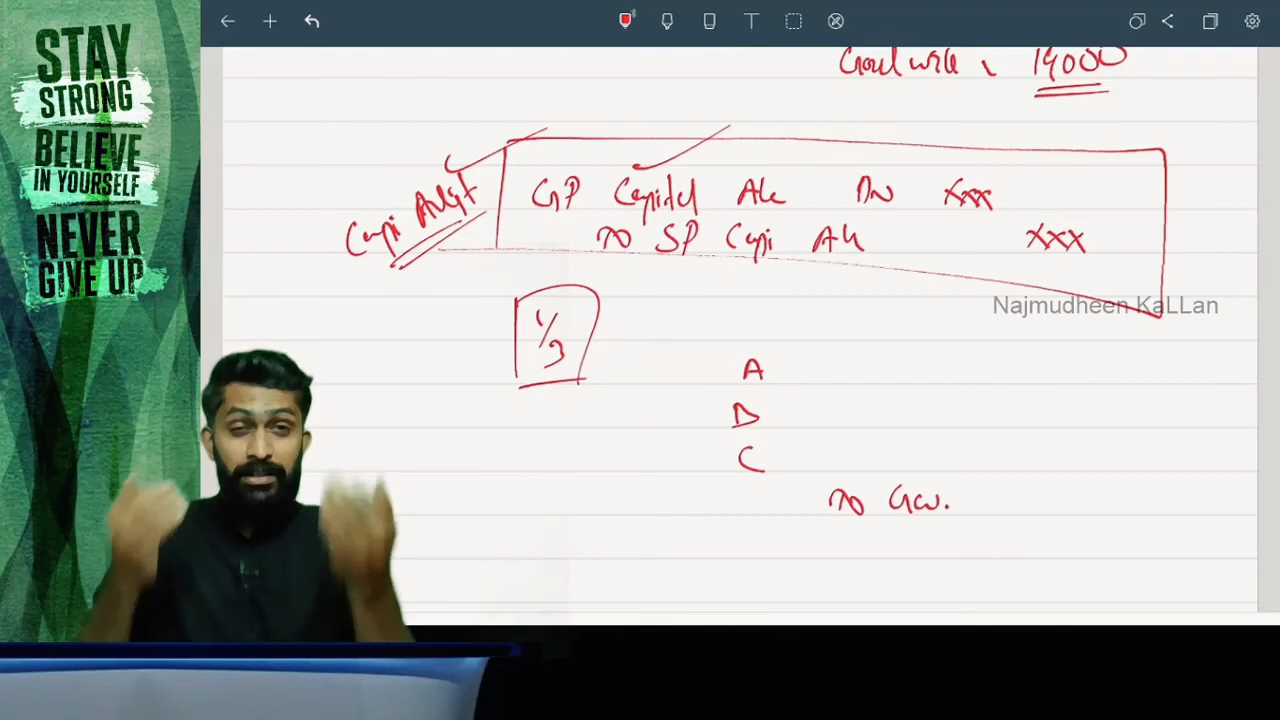 STAY
STRONG
BELIEVE
IN YOURSELF
NEVER
GIVE UP
Goodwill 14000
GP Capital A/c Dr xxx
To SP Capi A/c xxx
Capi
Najmudheen KaLLan
1/3
A
B
C
To GW.